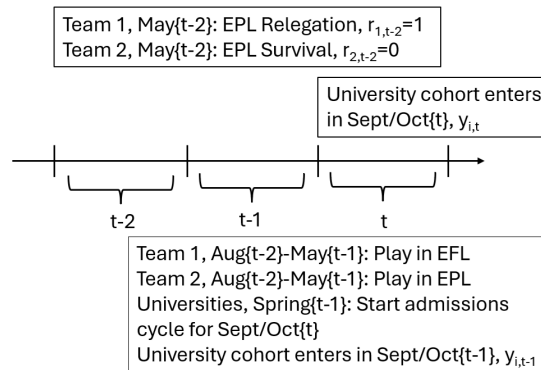 Team 1, May{t-2}: EPL Relegation, r1,t-2=1
Team 2, May{t-2}: EPL Survival, r2,t-2=0
University cohort enters
in Sept/Oct{t}, yi,t
t-2
t-1
t
Team 1, Aug{t-2}-May{t-1}: Play in EFL
Team 2, Aug{t-2}-May{t-1}: Play in EPL
Universities, Spring{t-1}: Start admissions
cycle for Sept/Oct{t}
University cohort enters in Sept/Oct{t-1}, yi,t-1